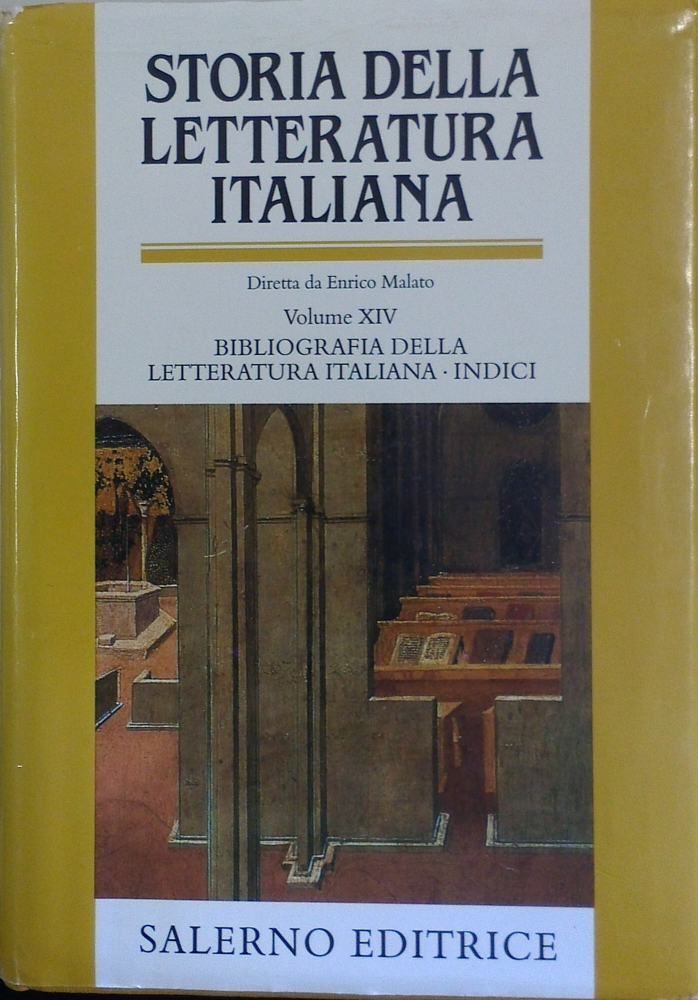 STORIA DELLA
LETTERATURA
ITALIANA
Diretta da Enrico Malato
Volume XIV
BIBLIOGRAFIA DELLA
LETTERATURA ITALIANA · INDICI
SALERNO EDITRICE